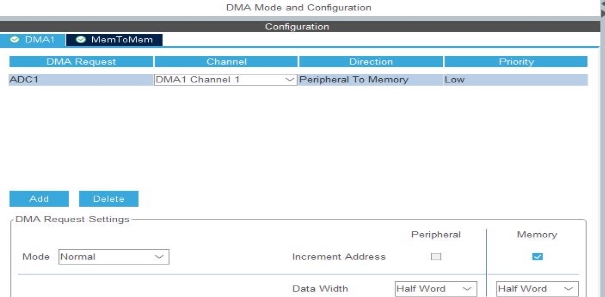 DMA Mode and Configuration
Configuration
DMA1 MemToMem
DMA Request Channel Direction Priority
ADC1 DMA1 Channel 1 Peripheral To Memory Low
Add Delete
DMA Request Settings
Peripheral Memory
Mode Normal Increment Address
Data Width Half Word Half Word